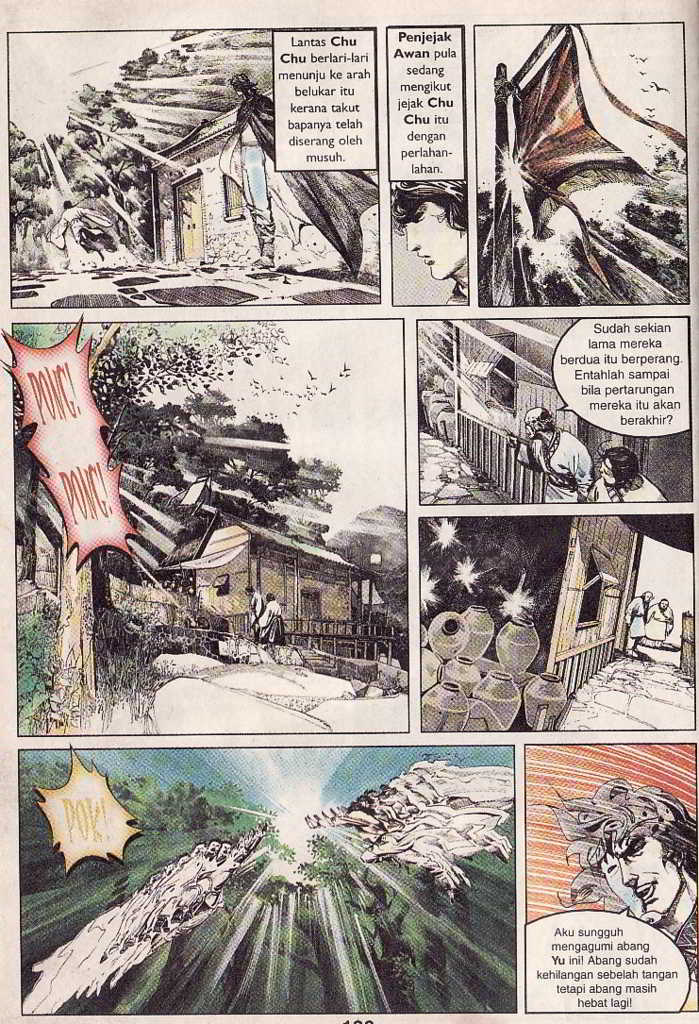 Lantas Chu
Chu berlari-lari
menunju ke arah
belukar itu
kerana takut
bapanya telah
diserang oleh
musuh.
Penjejak
Awan pula
sedang
mengikut
jejak Chu
Chu itu
dengan
perlahan-
lahan.
PONG!
PONG!
Sudah sekian
lama mereka
berdua itu berperang.
Entahlah sampai
bila pertarungan
mereka itu akan
berakhir?
POK!
Aku sungguh
mengagumi abang
Yu ini! Abang sudah
kehilangan sebelah tangan
tetapi abang masih
hebat lagi!